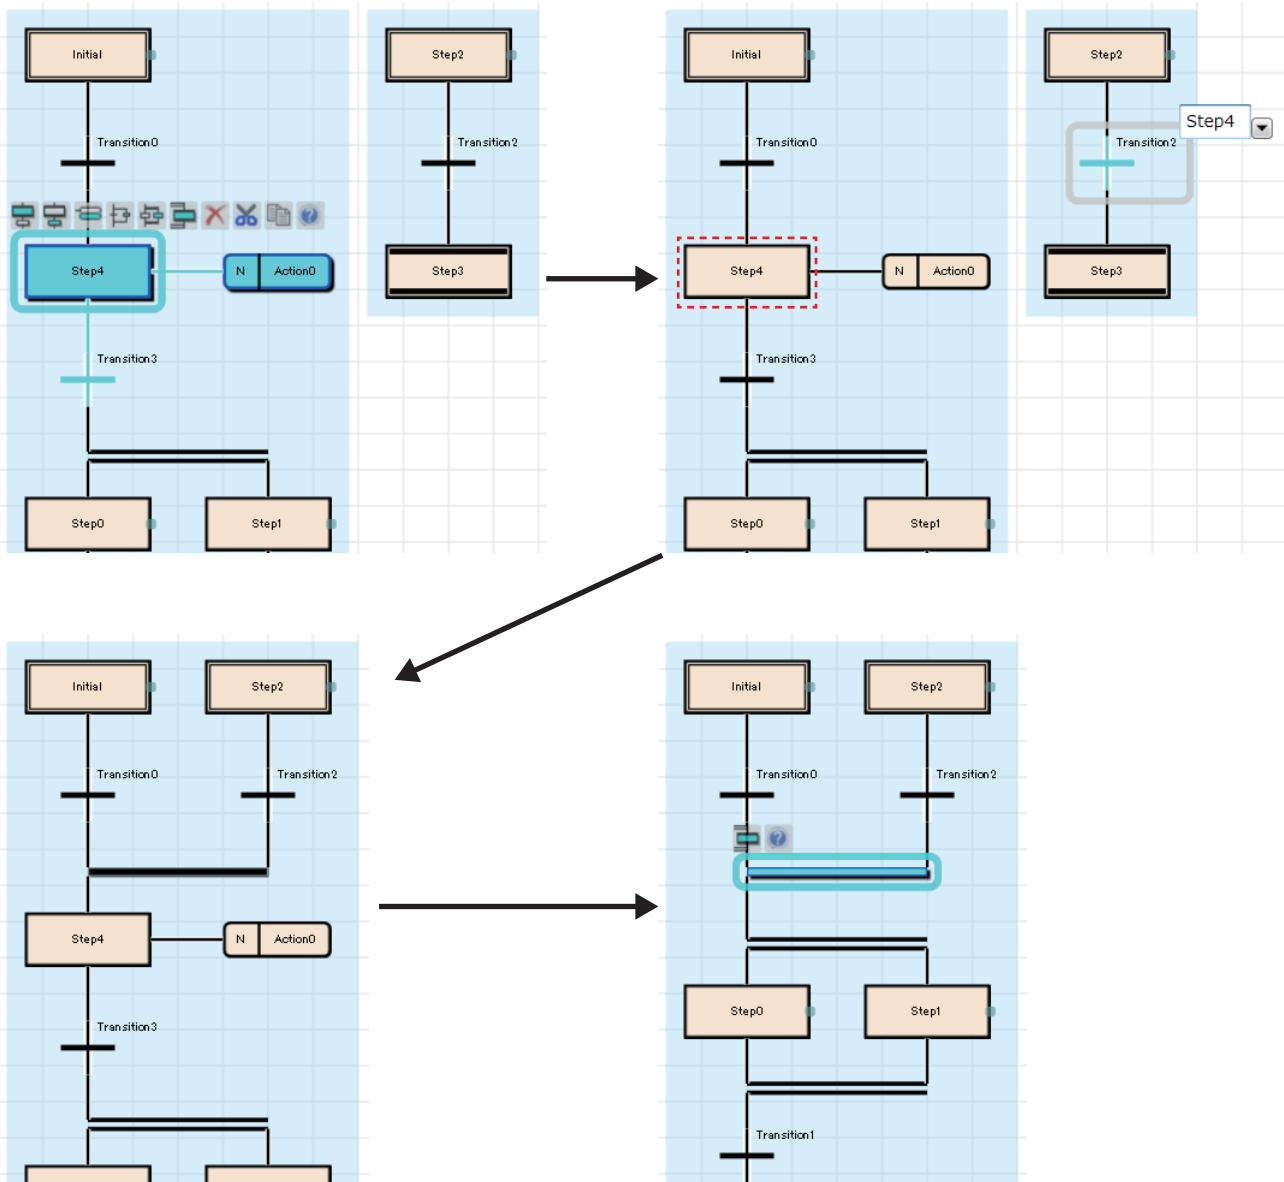 Initial
Step2
Transition0
Transition2
Step4
N
Action0
Step3
Transition3
Step0
Step1
Initial
Step2
Step4
Transition0
Transition2
Step4
N
Action0
Step3
Transition3
Step0
Step1
Initial
Step2
Transition0
Transition2
Step4
N
Action0
Transition3
Initial
Step2
Transition0
Transition2
Step0
Step1
Transition1